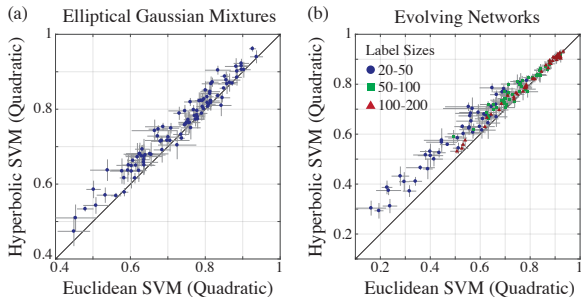 (a) Elliptical Gaussian Mixtures
Hyperbolic SVM (Quadratic)
1
0.8
0.6
0.4
0.4 0.6 0.8 1
Euclidean SVM (Quadratic)
(b) Evolving Networks
Hyperbolic SVM (Quadratic)
1
0.8
0.6
0.4
0.2
Label Sizes
20-50
50-100
100-200
0.2 0.4 0.6 0.8 1
Euclidean SVM (Quadratic)